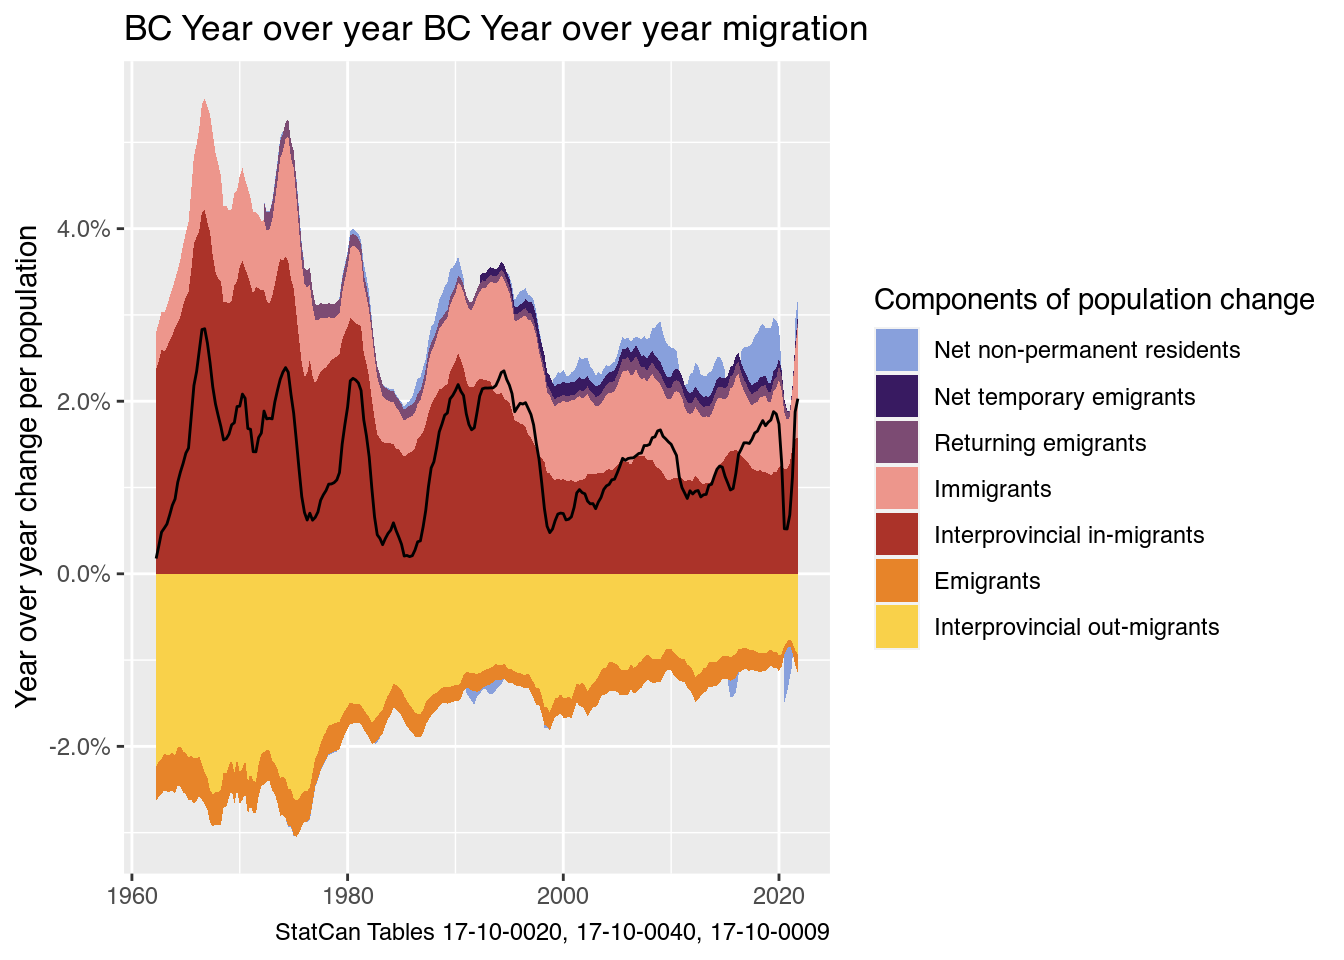 BC Year over year BC Year over year migration
Year over year change per population
4.0%
2.0%
0.0%
-2.0%
1960
1980
2000
2020
StatCan Tables 17-10-0020, 17-10-0040, 17-10-0009
Components of population change
Net non-permanent residents
Net temporary emigrants
Returning emigrants
Immigrants
Interprovincial in-migrants
Emigrants
Interprovincial out-migrants